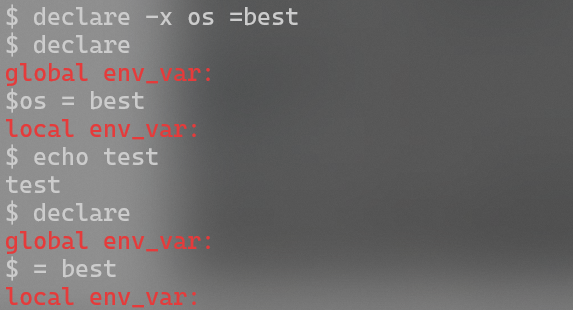 $ declare -x os =best
$ declare
global env_var:
$os = best
local env_var:
$ echo test
test
$ declare
global env_var:
$ = best
local env_var: